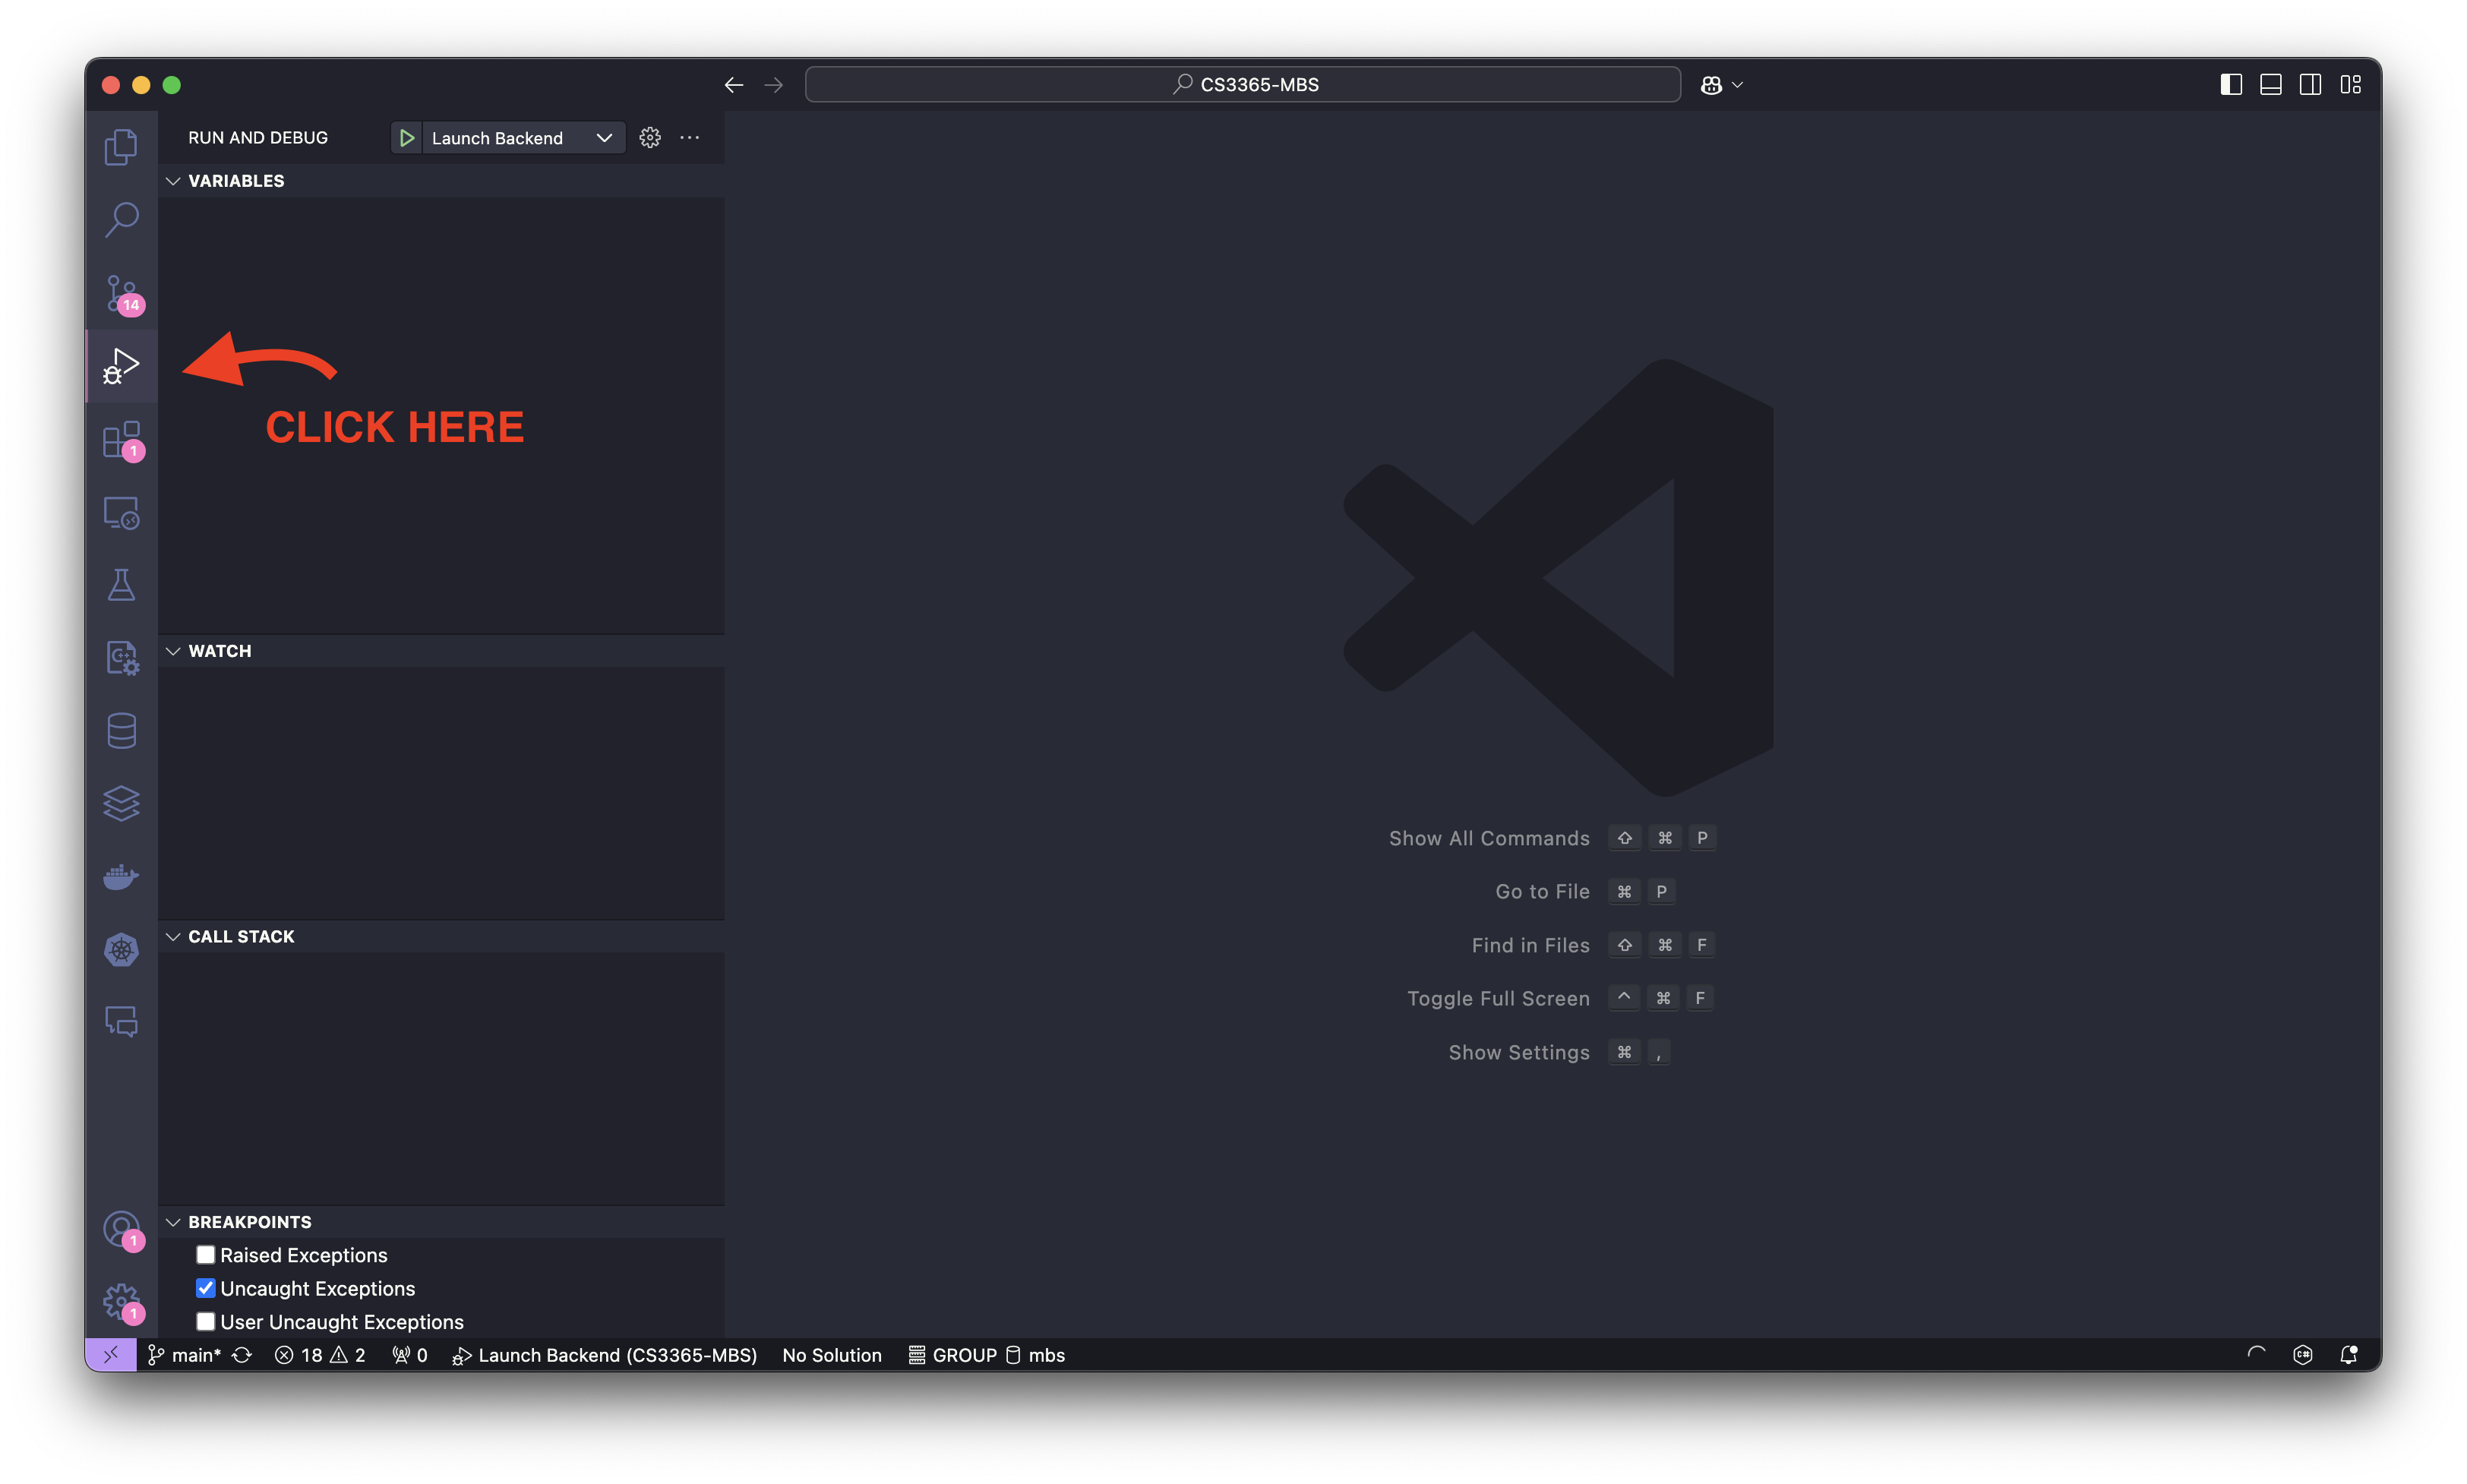 CS3365-MBS
RUN AND DEBUG
Launch Backend
VARIABLES
14
CLICK HERE
1
WATCH
C++
Show All Commands ⇧ ⌘ P
Go to File ⌘ P
CALL STACK
Find in Files ⇧ ⌘ F
Toggle Full Screen ^ ⌘ F
Show Settings ⌘ ,
BREAKPOINTS
1
Raised Exceptions
Uncaught Exceptions
1
User Uncaught Exceptions
main* 18 2 0 Launch Backend (CS3365-MBS) No Solution GROUP mbs C#